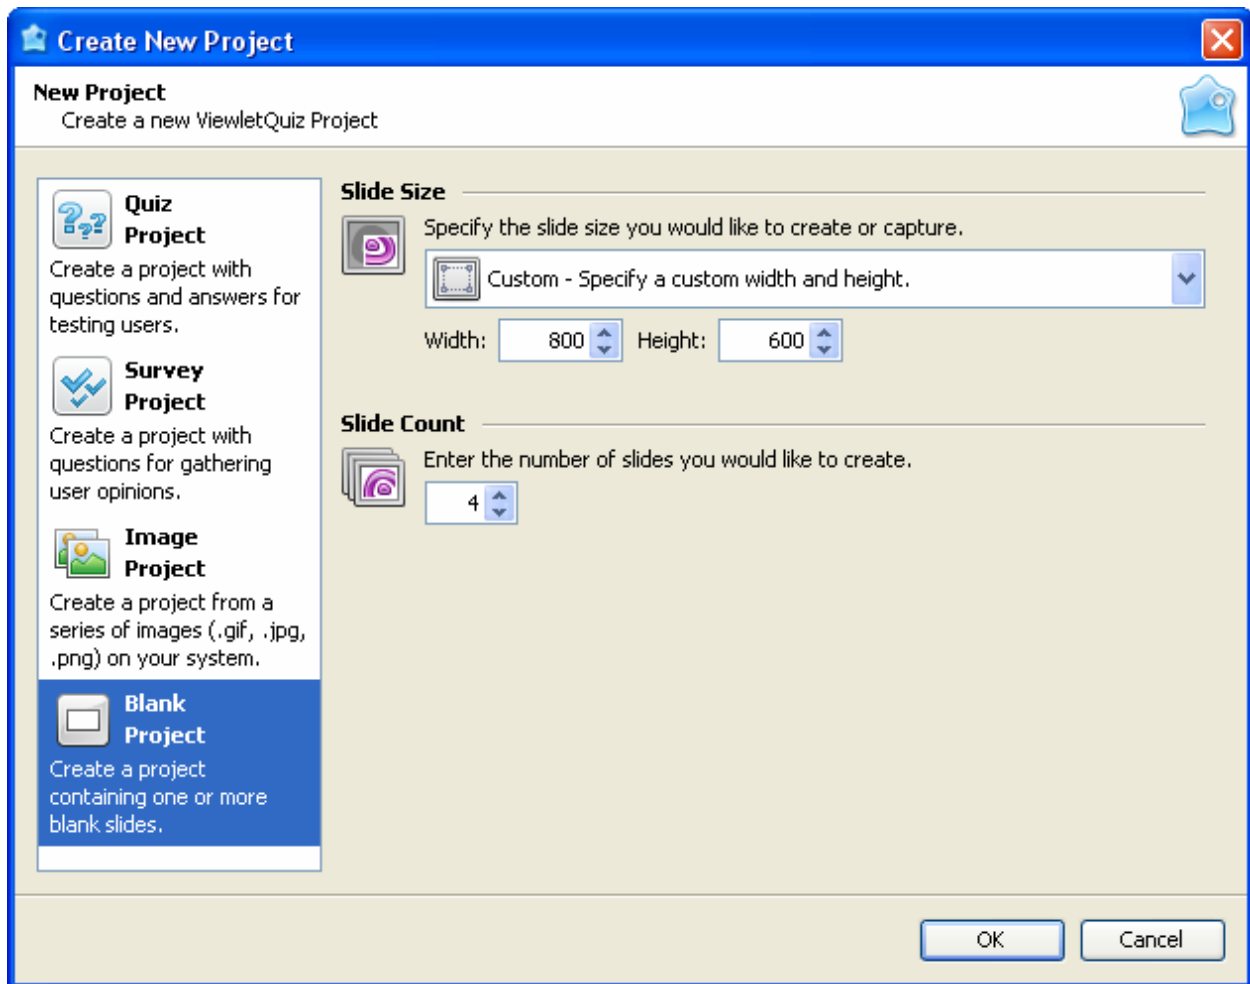 Create New Project
New Project
Create a new ViewletQuiz Project
Quiz
Project
Create a project with
questions and answers for
testing users.
Survey
Project
Create a project with
questions for gathering
user opinions.
Image
Project
Create a project from a
series of images (.gif, .jpg,
.png) on your system.
Blank
Project
Create a project
containing one or more
blank slides.
Slide Size
Specify the slide size you would like to create or capture.
Custom - Specify a custom width and height.
Width: 800 Height: 600
Slide Count
Enter the number of slides you would like to create.
4
OK Cancel